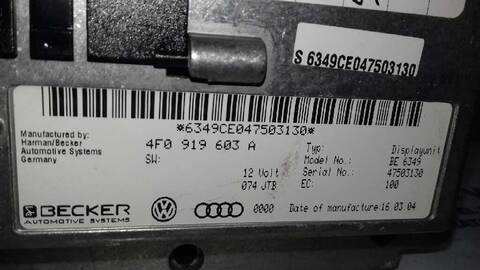 S 6349CE047503130
*6349CE047503130*
Manufactured by:
Harman/Becker
Automotive Systems
Germany
4F0 919 603 A
SW:
12 Volt
074 JTB
Typ: Displayunit
Model No.: BE 6349
Serial No.: 47503130
EC: 100
BECKER
AUTOMOTIVE SYSTEMS
0000
Date of manufacture: 16.03.04